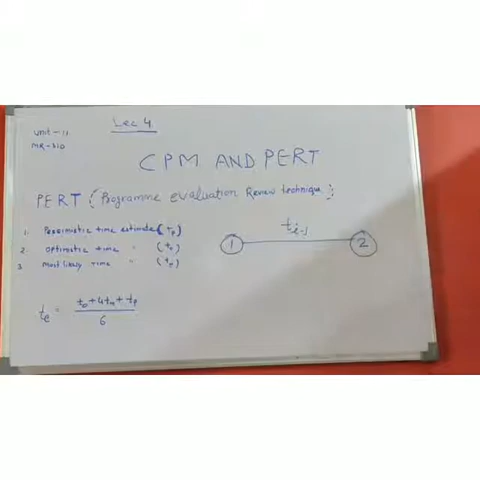 Lec 4
unit-II
MR-310
CPM AND PERT
PERT (Programme evaluation Review technique)
1. Pessimistic time estimate (tp)
2. optimistic time " (to)
3. most likely time "
ti-j
1 2
te = to + 4tm + tp
6